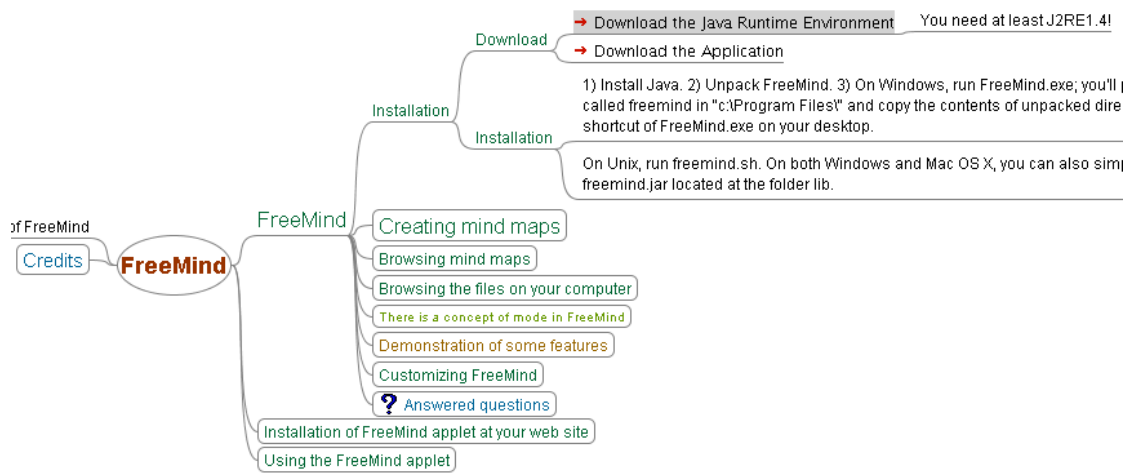 Download
→ Download the Java Runtime Environment
You need at least J2RE1.4!
→ Download the Application
Installation
Installation
1) Install Java. 2) Unpack FreeMind. 3) On Windows, run FreeMind.exe; you'll
called freemind in "c:\Program Files\" and copy the contents of unpacked
shortcut of FreeMind.exe on your desktop.
On Unix, run freemind.sh. On both Windows and Mac OS X, you can also
freemind.jar located at the folder lib.
of FreeMind
Credits
FreeMind
FreeMind
Creating mind maps
Browsing mind maps
Browsing the files on your computer
There is a concept of mode in FreeMind
Demonstration of some features
Customizing FreeMind
? Answered questions
Installation of FreeMind applet at your web site
Using the FreeMind applet